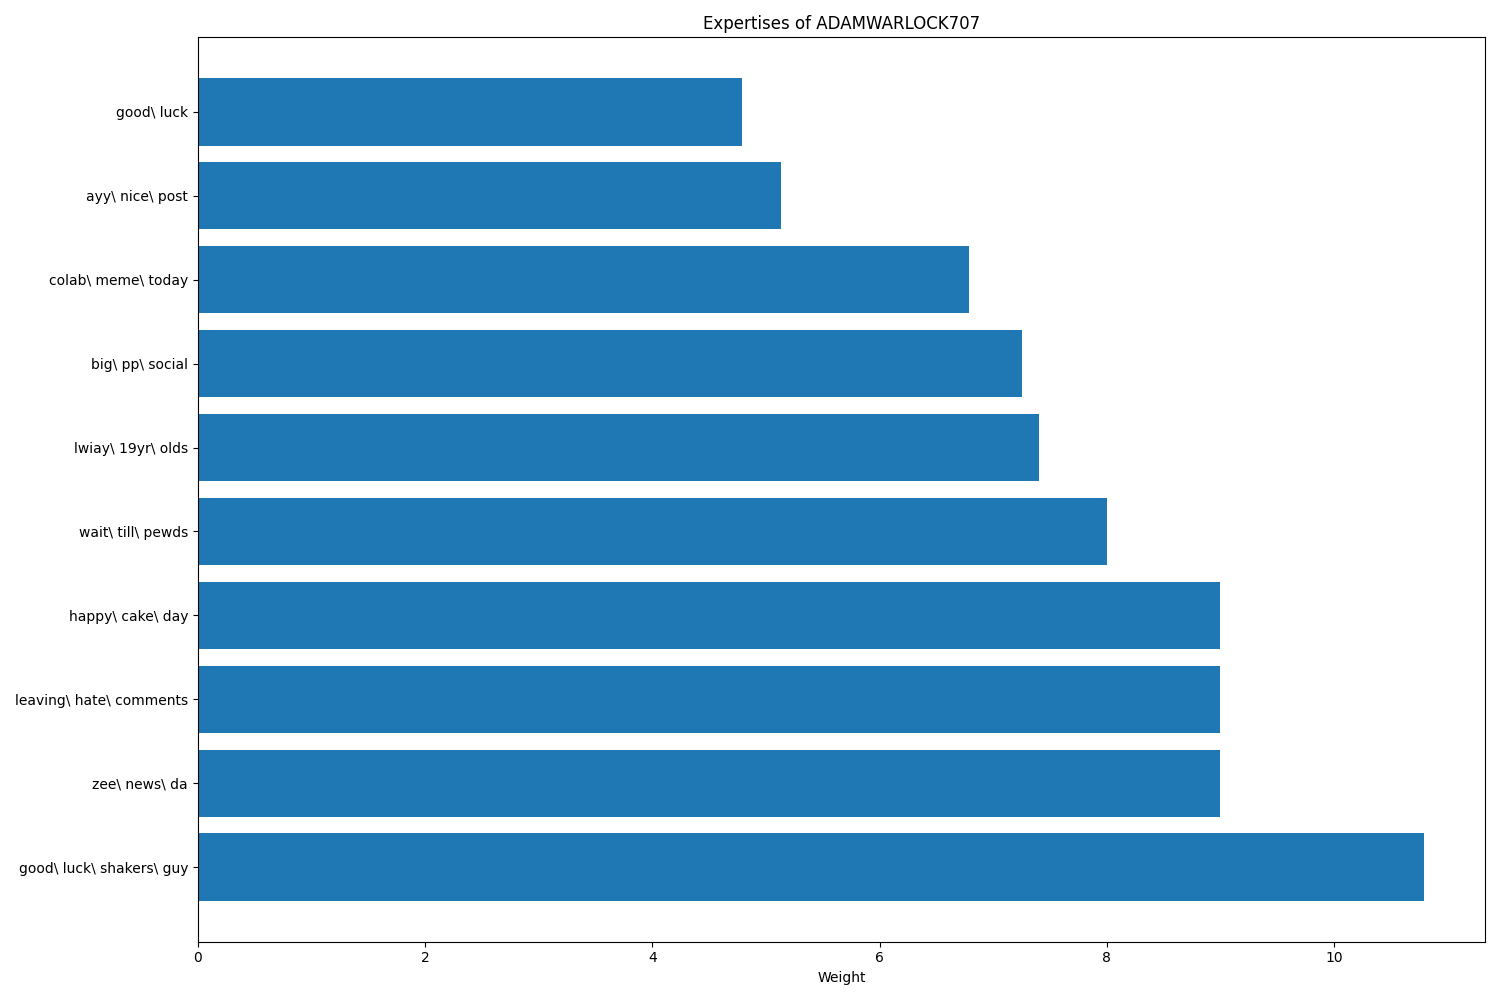 Expertises of ADAMWARLOCK707
good\ luck
ayy\ nice\ post
colab\ meme\ today
big\ pp\ social
lwiay\ 19yr\ olds
wait\ till\ pewds
happy\ cake\ day
leaving\ hate\ comments
zee\ news\ da
good\ luck\ shakers\ guy
0 2 4 6 8 10
Weight